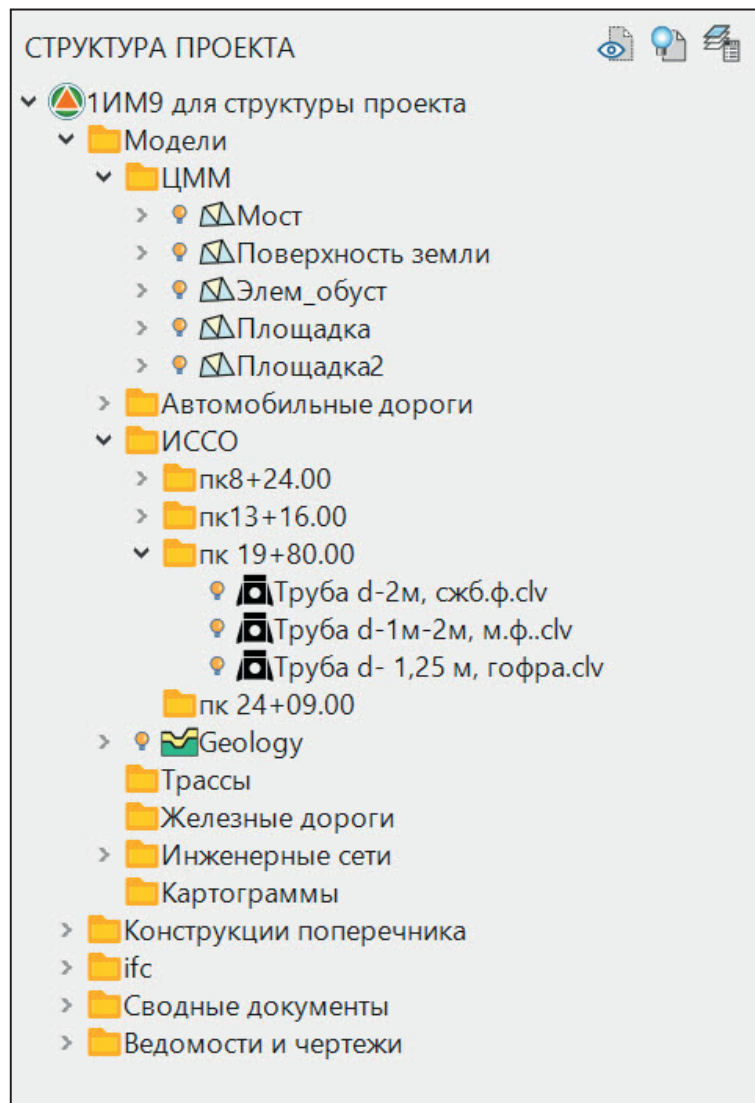 СТРУКТУРА ПРОЕКТА
1ИМ9 для структуры проекта
Модели
ЦММ
Мост
Поверхность земли
Элем_обуст
Площадка
Площадка2
Автомобильные дороги
ИССО
пк8+24.00
пк13+16.00
пк 19+80.00
Труба d-2м, сжб.ф.clv
Труба d-1м-2м, м.ф..clv
Труба d- 1,25 м, гофра.clv
пк 24+09.00
Geology
Трассы
Железные дороги
Инженерные сети
Картограммы
Конструкции поперечника
ifc
Сводные документы
Ведомости и чертежи